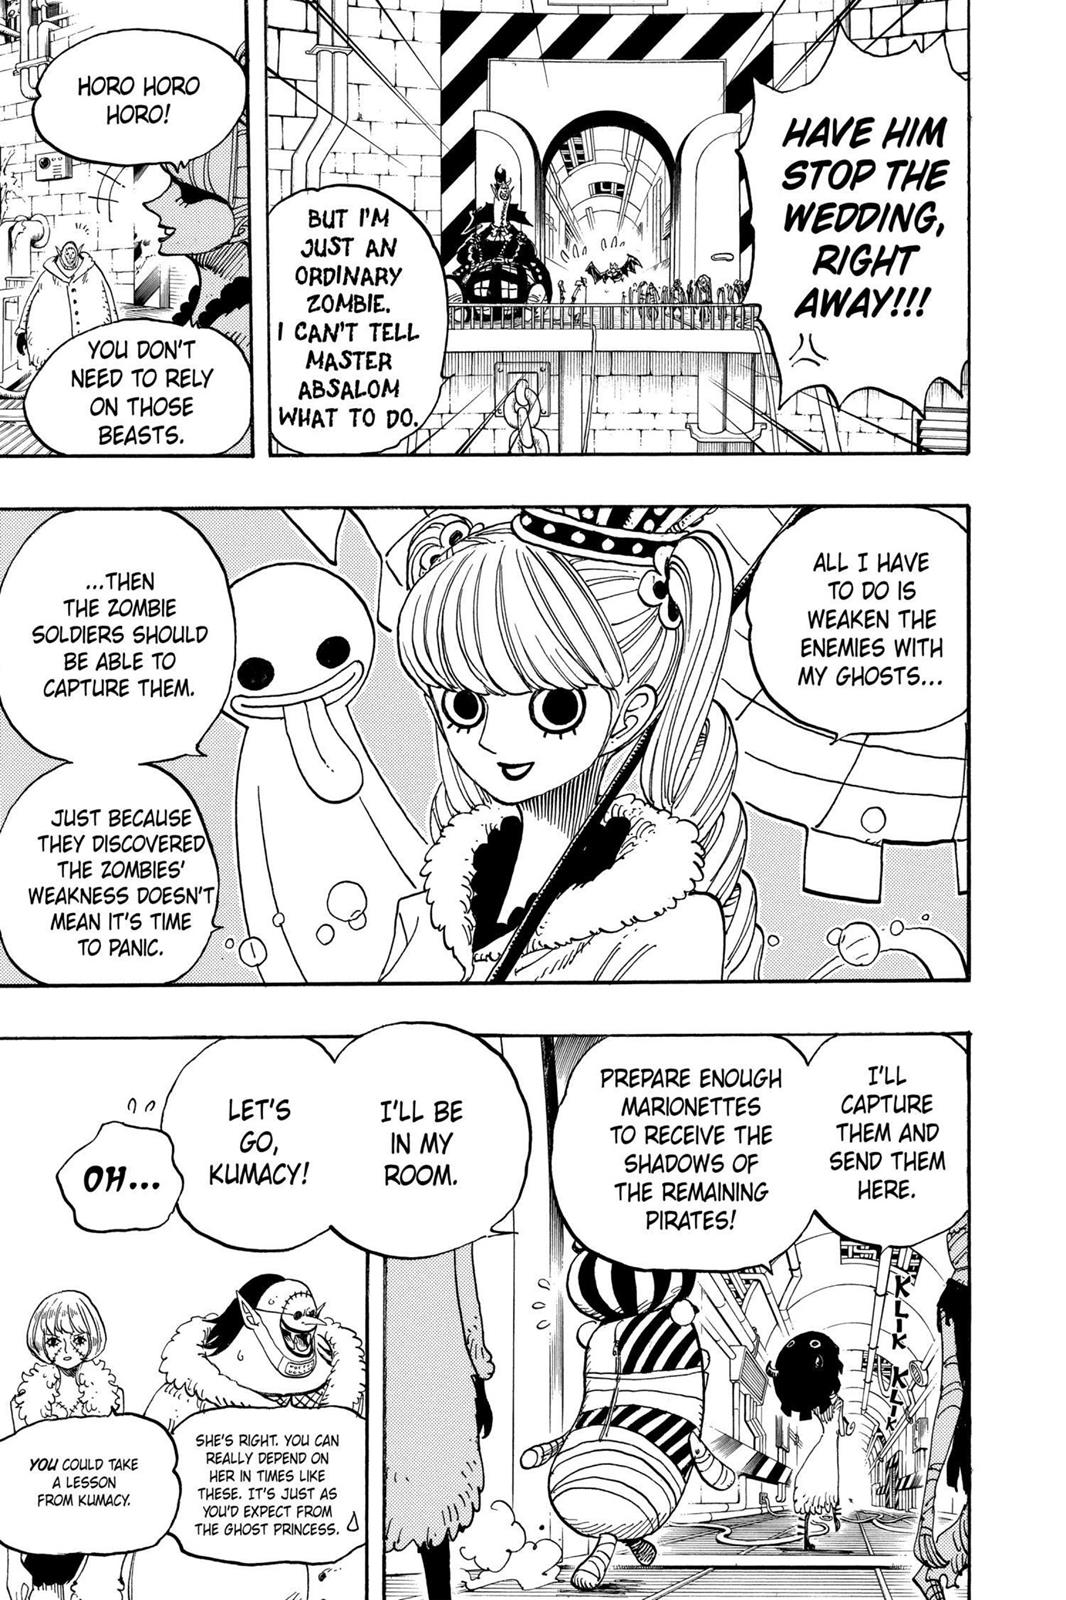 HAVE HIM
STOP THE
WEDDING,
RIGHT
AWAY!!!
BUT I'M
JUST AN
ORDINARY
ZOMBIE.
I CAN'T TELL
MASTER
ABSALOM
WHAT TO DO.
HORO HORO
HORO!
YOU DON'T
NEED TO RELY
ON THOSE
BEASTS.
ALL I HAVE
TO DO IS
WEAKEN THE
ENEMIES WITH
MY GHOSTS...
...THEN
THE ZOMBIE
SOLDIERS SHOULD
BE ABLE TO
CAPTURE THEM.
JUST BECAUSE
THEY DISCOVERED
THE ZOMBIES'
WEAKNESS DOESN'T
MEAN IT'S TIME
TO PANIC.
I'LL
CAPTURE
THEM AND
SEND THEM
HERE.
PREPARE ENOUGH
MARIONETTES
TO RECEIVE THE
SHADOWS OF
THE REMAINING
PIRATES!
KLIK KLIK
I'LL BE
IN MY
ROOM.
LET'S
GO,
KUMACY!
OH...
SHE'S RIGHT. YOU CAN
REALLY DEPEND ON
HER IN TIMES LIKE
THESE. IT'S JUST AS
YOU'D EXPECT FROM
THE GHOST PRINCESS.
YOU COULD TAKE
A LESSON
FROM KUMACY.